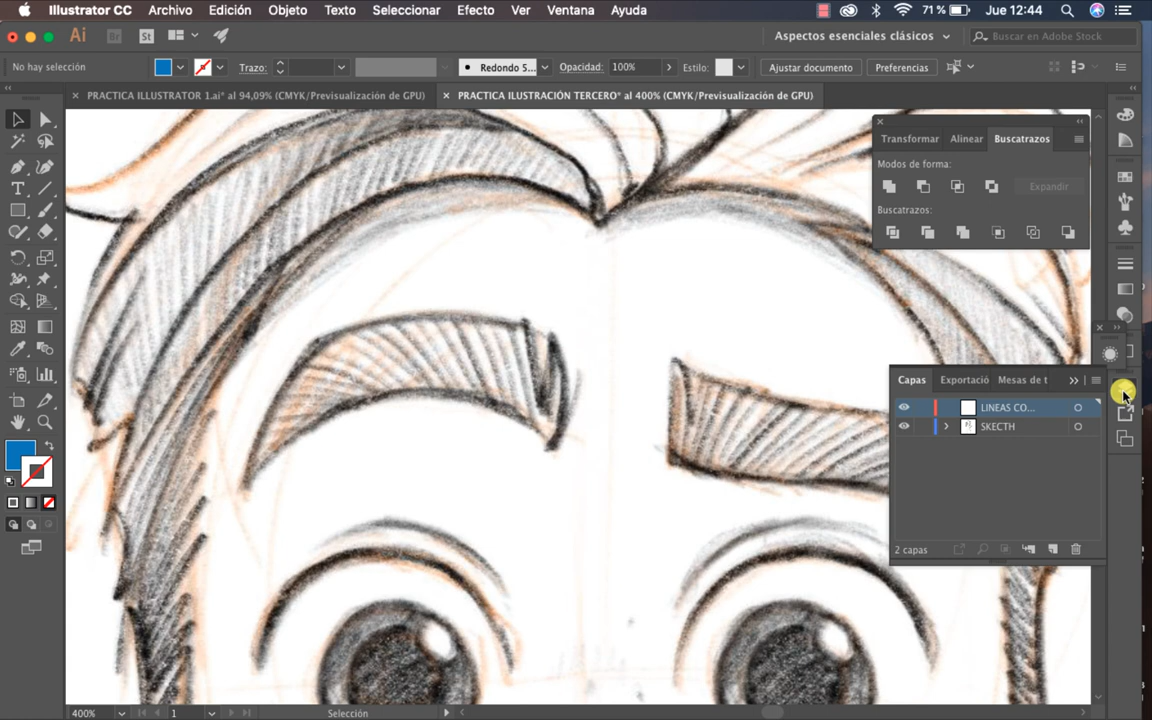 Illustrator CC Archivo Edición Objeto Texto Seleccionar Efecto Ver Ventana Ayuda 71 % Jue 12:44
Ai Br St Aspectos esenciales clásicos Buscar en Adobe Stock
No hay selección Trazo: Redondo 5... Opacidad: 100% Estilo: Ajustar documento Preferencias
PRACTICA ILLUSTRATOR 1.ai* al 94,09% (CMYK/Previsualización de GPU) PRACTICA ILUSTRACIÓN TERCERO* al 400% (CMYK/Previsualización de GPU)
Transformar Alinear Buscatrazos
Modos de forma:
Expandir
Buscatrazos:
Capas Exportació Mesas de t
LINEAS CO...
SKECTH
2 capas
400% 1 Selección